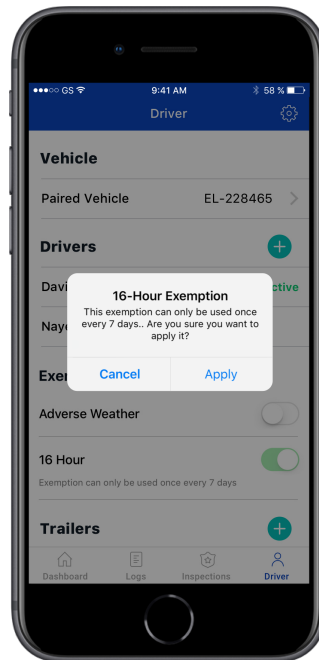 GS 9:41 AM 58 %
Driver
Vehicle
Paired Vehicle EL-228465
Drivers
Davi ctive
16-Hour Exemption
This exemption can only be used once
every 7 days.. Are you sure you want to
apply it?
Naye
Cancel Apply
Exer
Adverse Weather
16 Hour
Exemption can only be used once every 7 days
Trailers
Dashboard Logs Inspections Driver